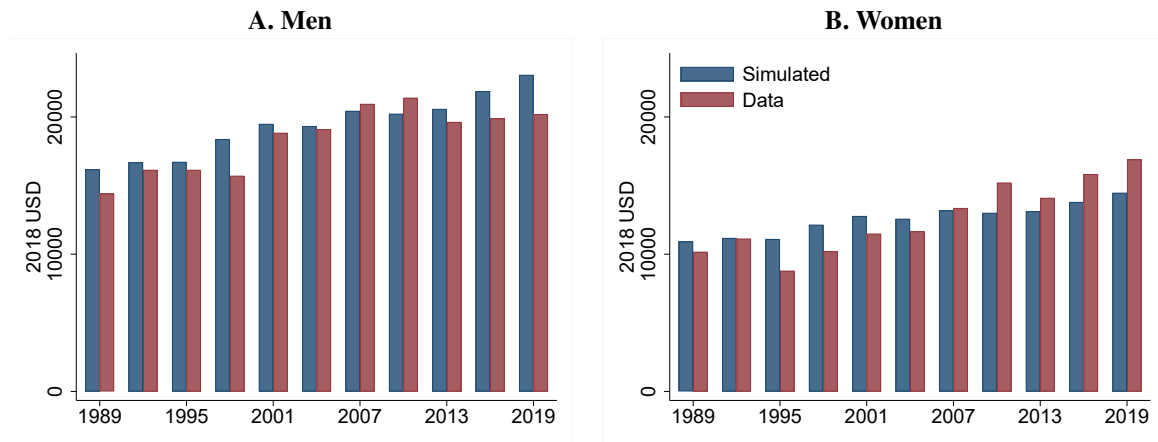 A. Men
20000
10000
0
2018 USD
1989 1995 2001 2007 2013 2019
B. Women
Simulated
Data
20000
10000
0
2018 USD
1989 1995 2001 2007 2013 2019